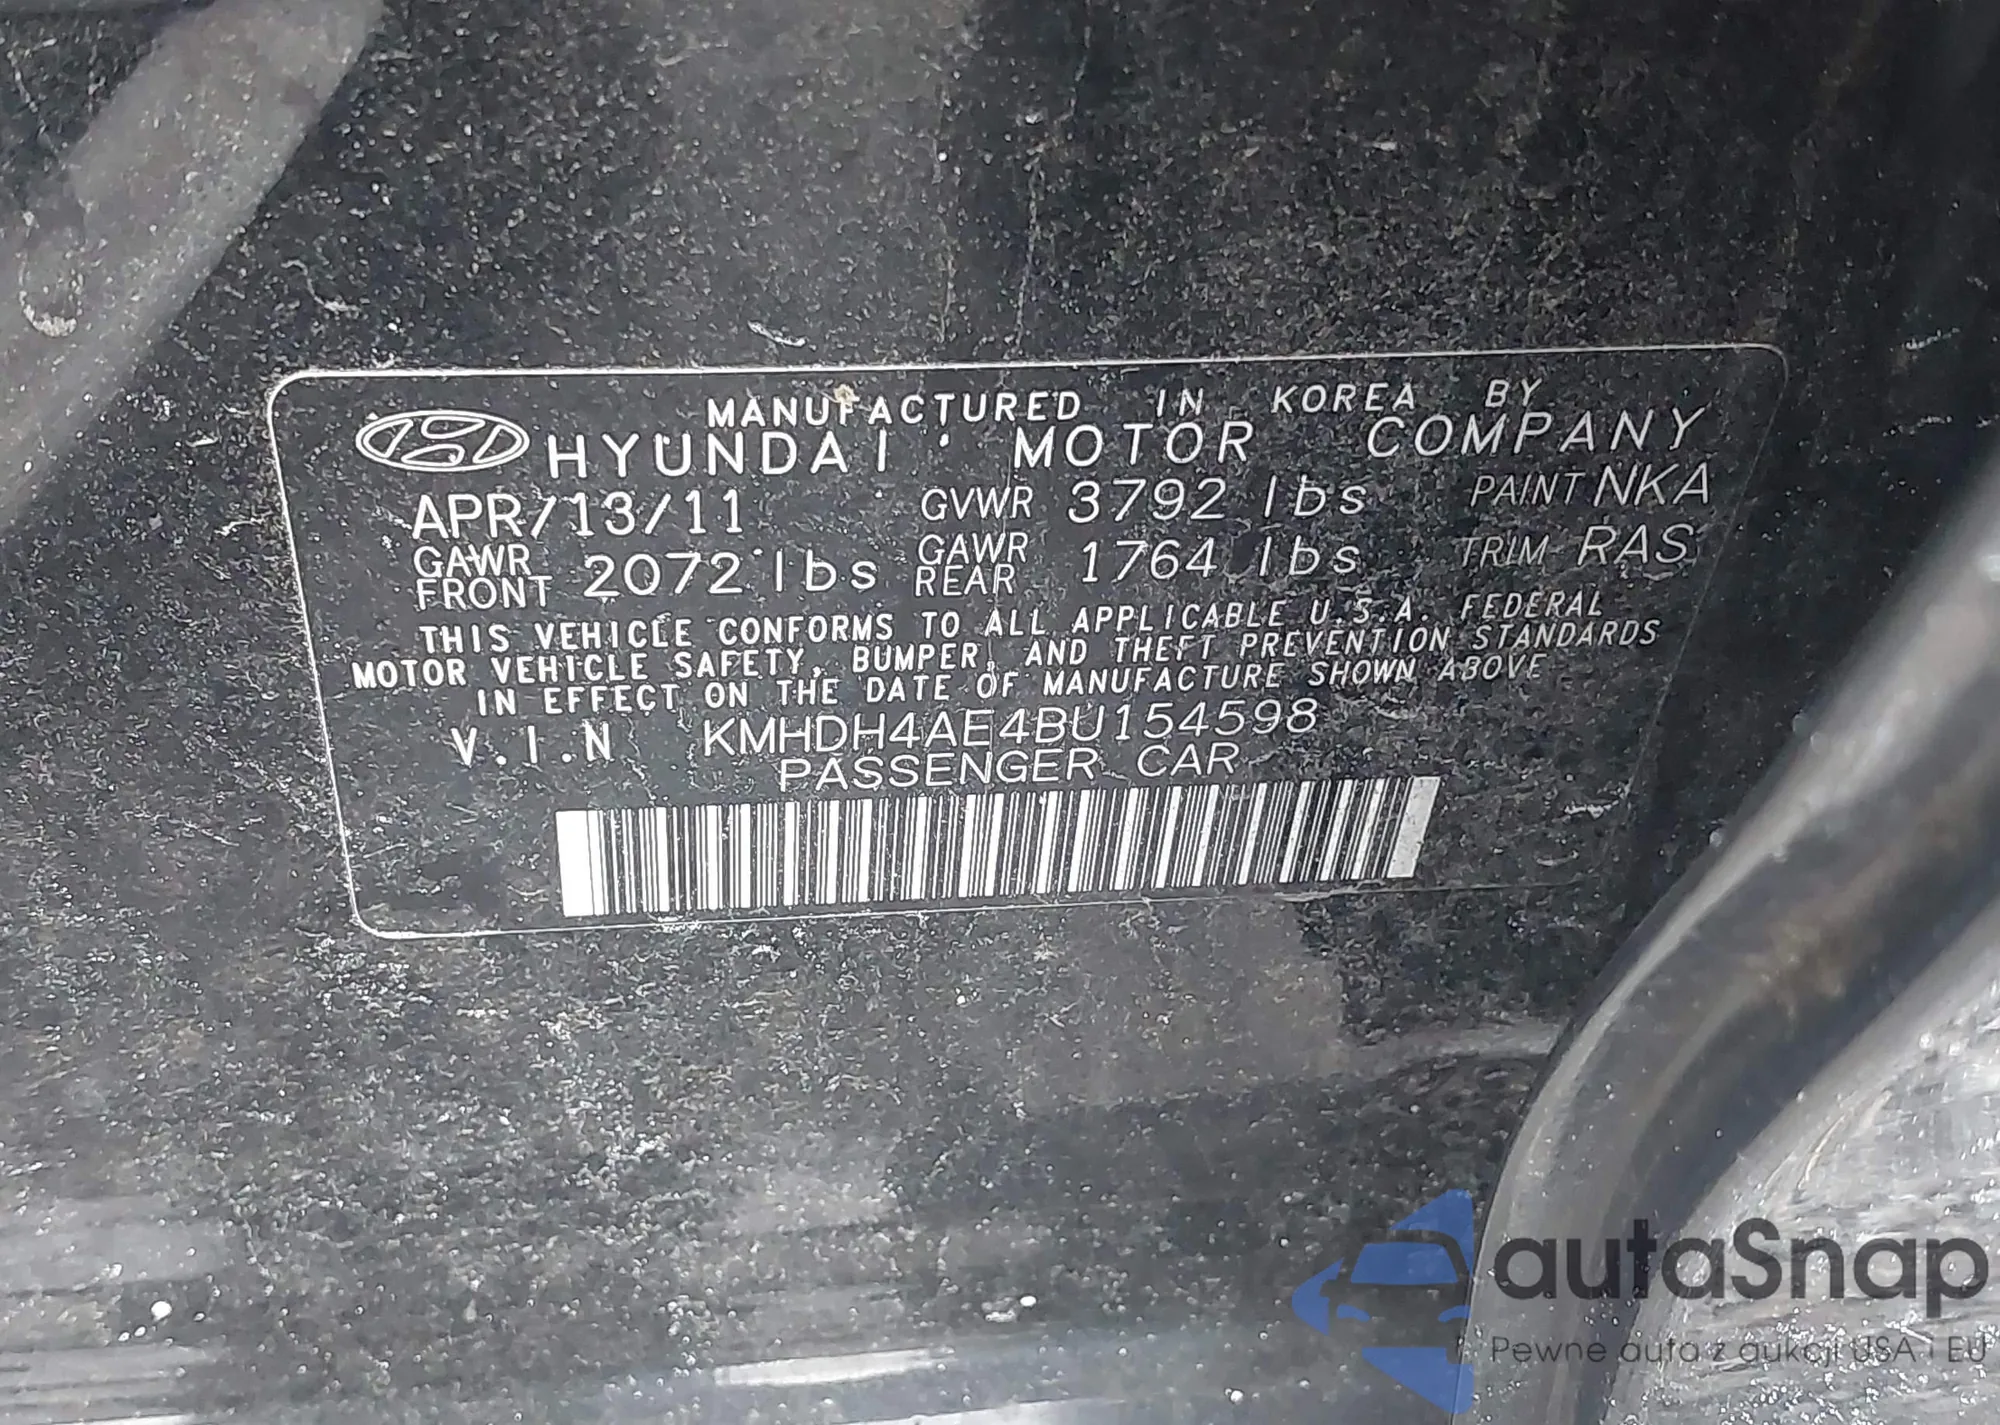 MANUFACTURED IN KOREA BY
HYUNDAI MOTOR COMPANY
APR/13/11 GVWR 3792 lbs PAINT NKA
GAWR FRONT 2072 lbs GAWR REAR 1764 lbs TRIM RAS
THIS VEHICLE CONFORMS TO ALL APPLICABLE U.S.A. FEDERAL
MOTOR VEHICLE SAFETY, BUMPER, AND THEFT PREVENTION STANDARDS
IN EFFECT ON THE DATE OF MANUFACTURE SHOWN ABOVE
V.I.N KMHDH4AE4BU154598
PASSENGER CAR
autaSnap
Pewne auta z aukcji USA i EU